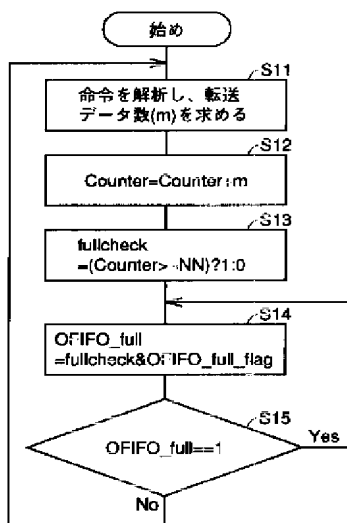 始め
S11
命令を解析し、転送
データ数(m)を求める
S12
Counter=Counter+m
S13
fullcheck
=(Counter>=NN)?1:0
S14
OFIFO_full
=fullcheck&OFIFO_full_flag
S15
OFIFO_full==1
Yes
No